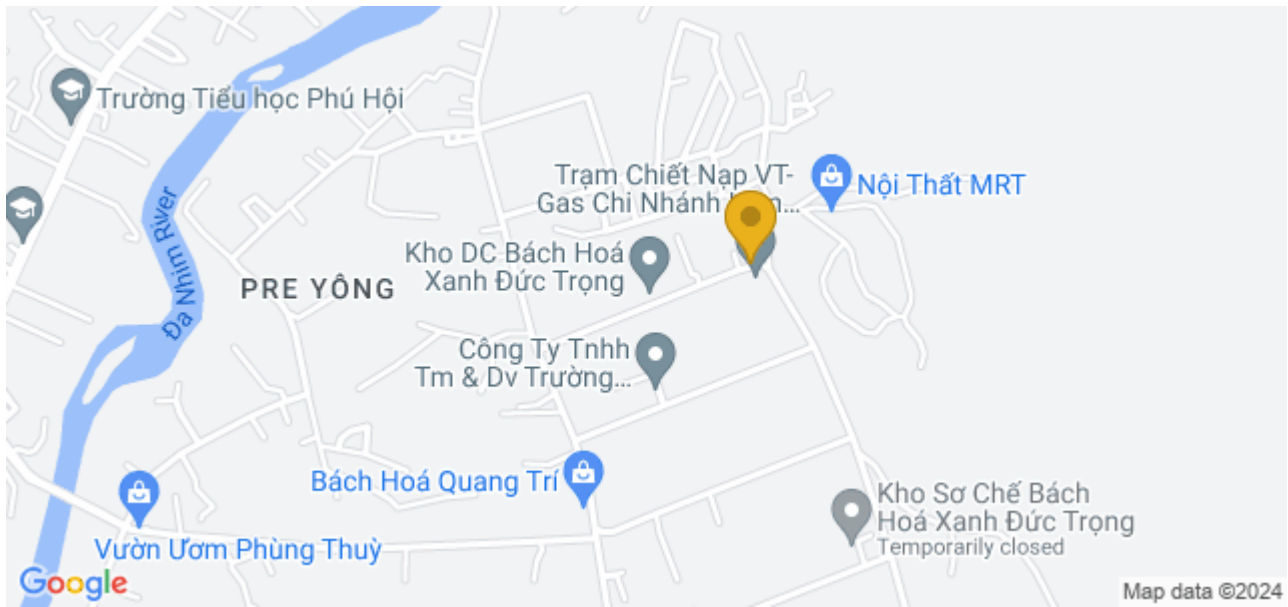 Trường Tiểu học Phú Hội
Trạm Chiết Nạp VT-
Gas Chi Nhánh
Nội Thất MRT
Kho DC Bách Hoá
Xanh Đức Trọng
Đa Nhim River
PRE YÔNG
Công Ty Tnhh
Tm & Dv Trường...
Bách Hoá Quang Trí
Kho Sơ Chế Bách
Hoá Xanh Đức Trọng
Temporarily closed
Vườn Ươm Phùng Thuỳ
Google
Map data ©2024